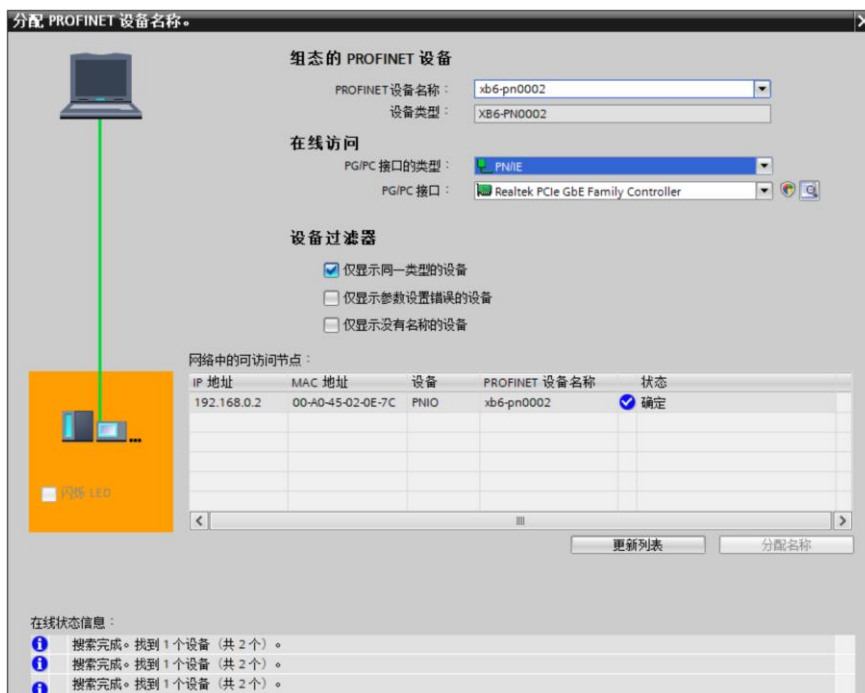 分配 PROFINET 设备名称。
组态的 PROFINET 设备
PROFINET设备名称： xb6-pn0002
设备类型： XB6-PN0002
在线访问
PG/PC 接口的类型： PN/IE
PG/PC 接口： Realtek PCIe GbE Family Controller
设备过滤器
仅显示同一类型的设备
仅显示参数设置错误的设备
仅显示没有名称的设备
网络中的可访问节点：
IP 地址 MAC 地址 设备 PROFINET 设备名称 状态
192.168.0.2 00-A0-45-02-0E-7C PNIO xb6-pn0002 确定
闪烁 LED
更新列表 分配名称
在线状态信息：
搜索完成。找到 1 个设备（共 2 个）。
搜索完成。找到 1 个设备（共 2 个）。
搜索完成。找到 1 个设备（共 2 个）。